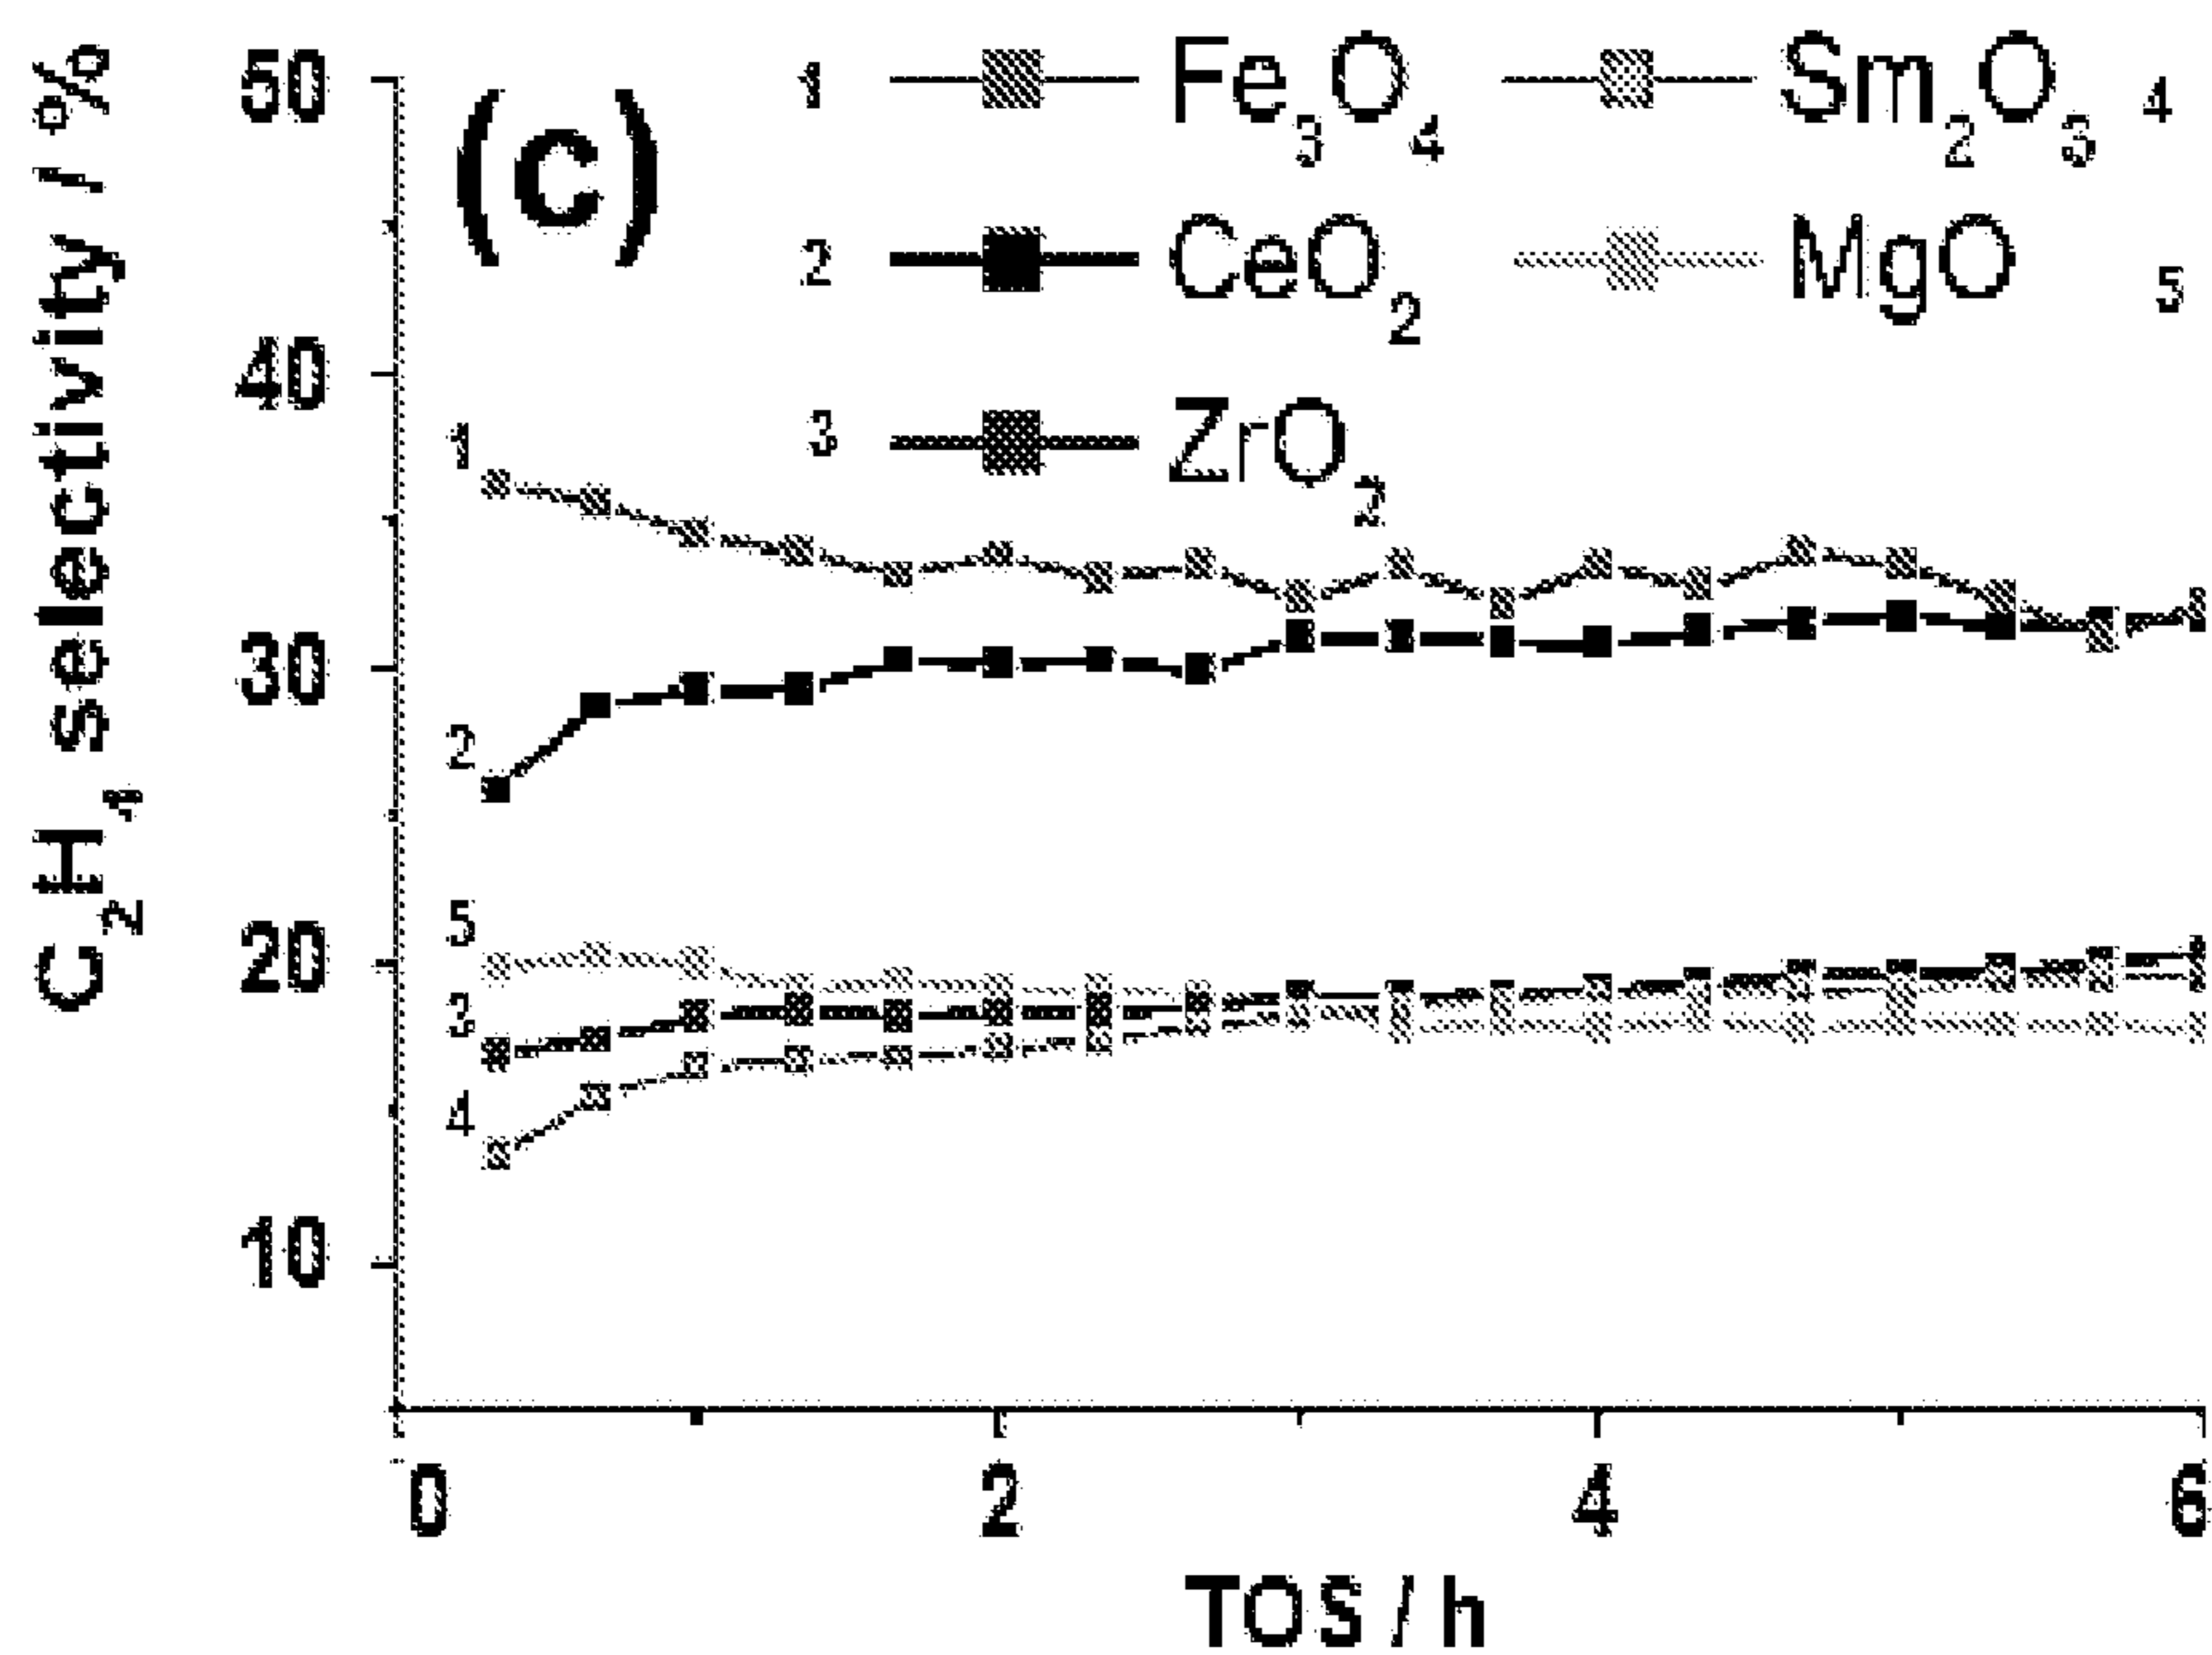 C₂H₄ selectivity / %
50
40
30
20
10
(c)
1 Fe₃O₄
2 CeO₂
3 ZrO₂
Sm₂O₃ 4
MgO 5
1
2
5
3
4
0 2 4 6
TOS / h